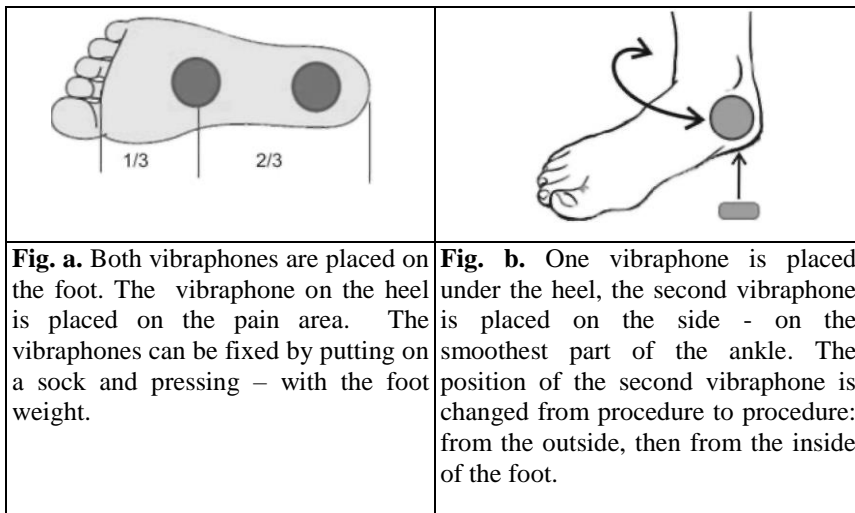 1/3
2/3
Fig. a. Both vibraphones are placed on
the foot. The vibraphone on the heel
is placed on the pain area. The
vibraphones can be fixed by putting on
a sock and pressing – with the foot
weight.
Fig. b. One vibraphone is placed
under the heel, the second vibraphone
is placed on the side - on the
smoothest part of the ankle. The
position of the second vibraphone is
changed from procedure to procedure:
from the outside, then from the inside
of the foot.